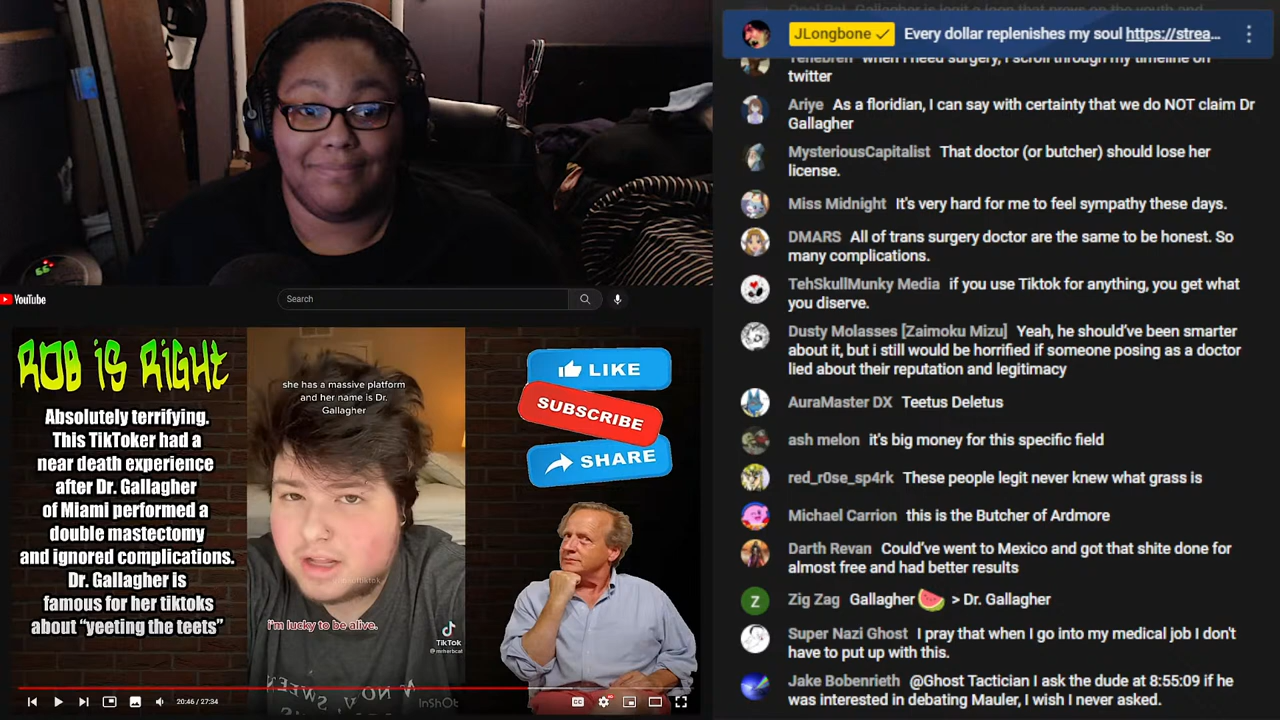 JLongbone Every dollar replenishes my soul https://strea...
Tenebren when I need surgery, I scroll through my timeline on
twitter
Ariye As a floridian, I can say with certainty that we do NOT claim Dr
Gallagher
MysteriousCapitalist That doctor (or butcher) should lose her
license.
Miss Midnight It's very hard for me to feel sympathy these days.
DMARS All of trans surgery doctor are the same to be honest. So
many complications.
TehSkullMunky Media if you use Tiktok for anything, you get what
you diserve.
Dusty Molasses [Zaimoku Mizu] Yeah, he should've been smarter
about it, but i still would be horrified if someone posing as a doctor
lied about their reputation and legitimacy
AuraMaster DX Teetus Deletus
ash melon it's big money for this specific field
red_r0se_sp4rk These people legit never knew what grass is
Michael Carrion this is the Butcher of Ardmore
Darth Revan Could've went to Mexico and got that shite done for
almost free and had better results
Z
Zig Zag Gallagher > Dr. Gallagher
Super Nazi Ghost I pray that when I go into my medical job I don't
have to put up with this.
Jake Bobenrieth @Ghost Tactician I ask the dude at 8:55:09 if he
was interested in debating Mauler, I wish I never asked.
YouTube
Search
ROB iS RiGHT
Absolutely terrifying.
This TikToker had a
near death experience
after Dr. Gallagher
of Miami performed a
double mastectomy
and ignored complications.
Dr. Gallagher is
famous for her tiktoks
about "yeeting the teets"
she has a massive platform
and her name is Dr.
Gallagher
i'm lucky to be alive.
TikTok
LIKE
SUBSCRIBE
SHARE
InShOt
20:46 / 27:34
CC